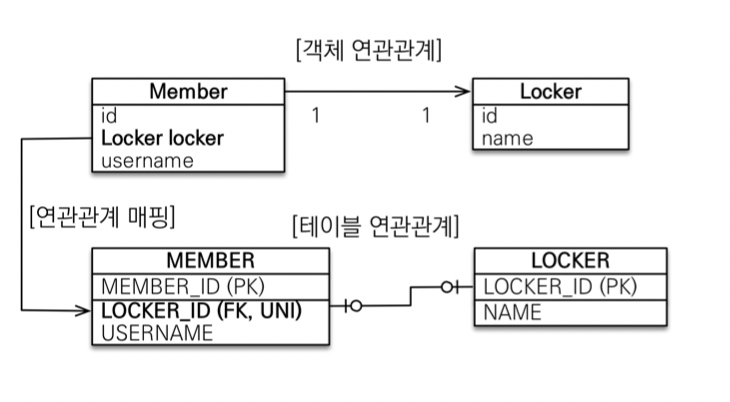 [객체 연관관계]
Member
id
Locker locker
username
1
1
Locker
id
name
[연관관계 매핑]
[테이블 연관관계]
MEMBER
MEMBER_ID (PK)
LOCKER_ID (FK, UNI)
USERNAME
LOCKER
LOCKER_ID (PK)
NAME